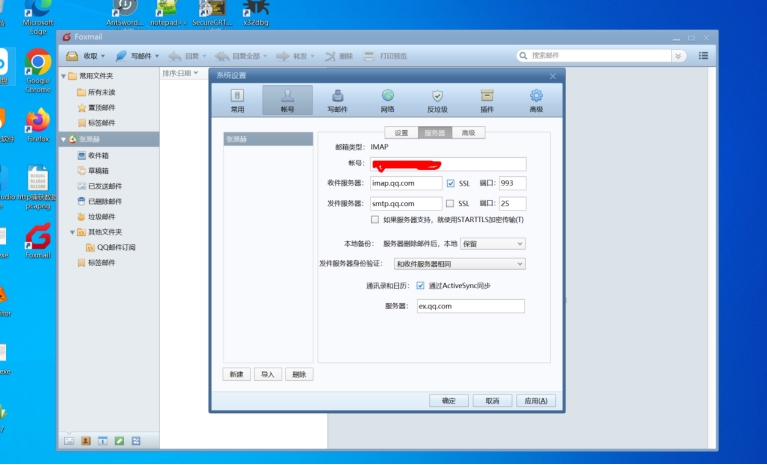 Microsoft
Edge
AntSword...
notepad++
SecureCRT...
x32dbg
Foxmail
收取
写邮件
回复
回复全部
转发
删除
打印预览
搜索邮件
Google
Chrome
常用文件夹
所有未读
置顶邮件
标签邮件
排序:日期
Firefox
收件箱
草稿箱
已发送邮件
已删除邮件
垃圾邮件
其他文件夹
QQ邮件订阅
标签邮件
Foxmail
系统设置
常用
帐号
写邮件
网络
反垃圾
插件
高级
设置
服务器
高级
邮箱类型: IMAP
帐号:
收件服务器: imap.qq.com SSL 端口: 993
发件服务器: smtp.qq.com SSL 端口: 25
如果服务器支持，就使用STARTTLS加密传输(T)
本地备份: 服务器删除邮件后，本地 保留
发件服务器身份验证: 和收件服务器相同
通讯录和日历: 通过ActiveSync同步
服务器: ex.qq.com
新建
导入
删除
确定
取消
应用(A)